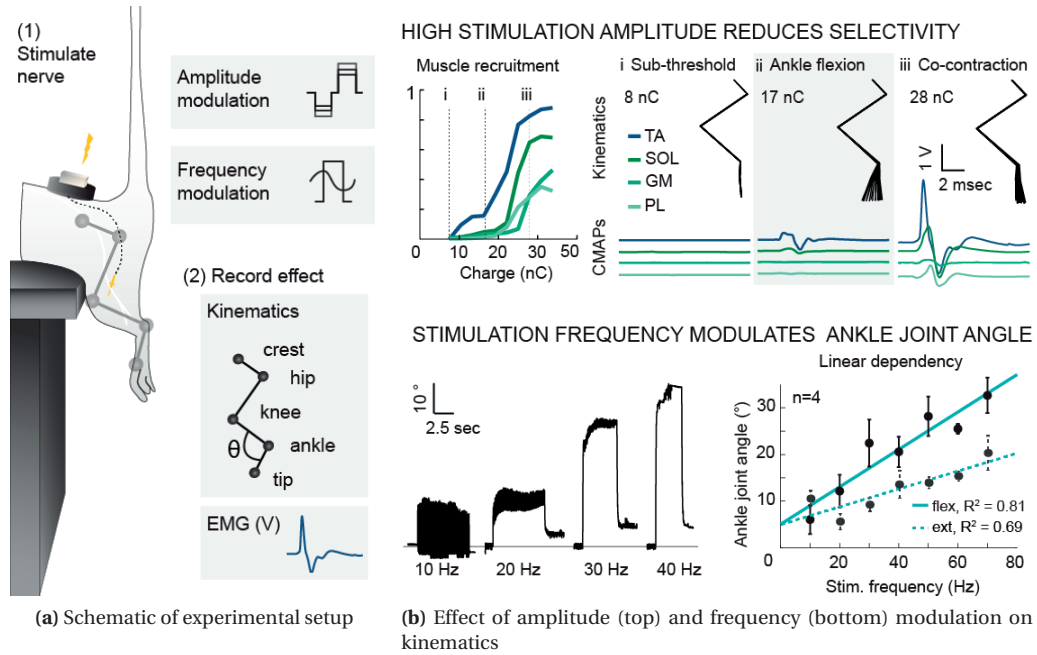 (1)
Stimulate
nerve
Amplitude
modulation
Frequency
modulation
(2) Record effect
Kinematics
crest
hip
knee
θ
ankle
tip
EMG (V)
(a) Schematic of experimental setup
HIGH STIMULATION AMPLITUDE REDUCES SELECTIVITY
Muscle recruitment
1
i
ii
iii
0
10
20
30
50
Charge (nC)
Kinematics
CMAPs
i Sub-threshold
8 nC
TA
SOL
GM
PL
ii Ankle flexion
17 nC
iii Co-contraction
28 nC
1 V
2 msec
STIMULATION FREQUENCY MODULATES ANKLE JOINT ANGLE
10°
2.5 sec
10 Hz
20 Hz
30 Hz
40 Hz
Linear dependency
n=4
Ankle joint angle (°)
30
20
10
0
20
40
60
80
flex, R² = 0.81
ext, R² = 0.69
Stim. frequency (Hz)
(b) Effect of amplitude (top) and frequency (bottom) modulation on
kinematics